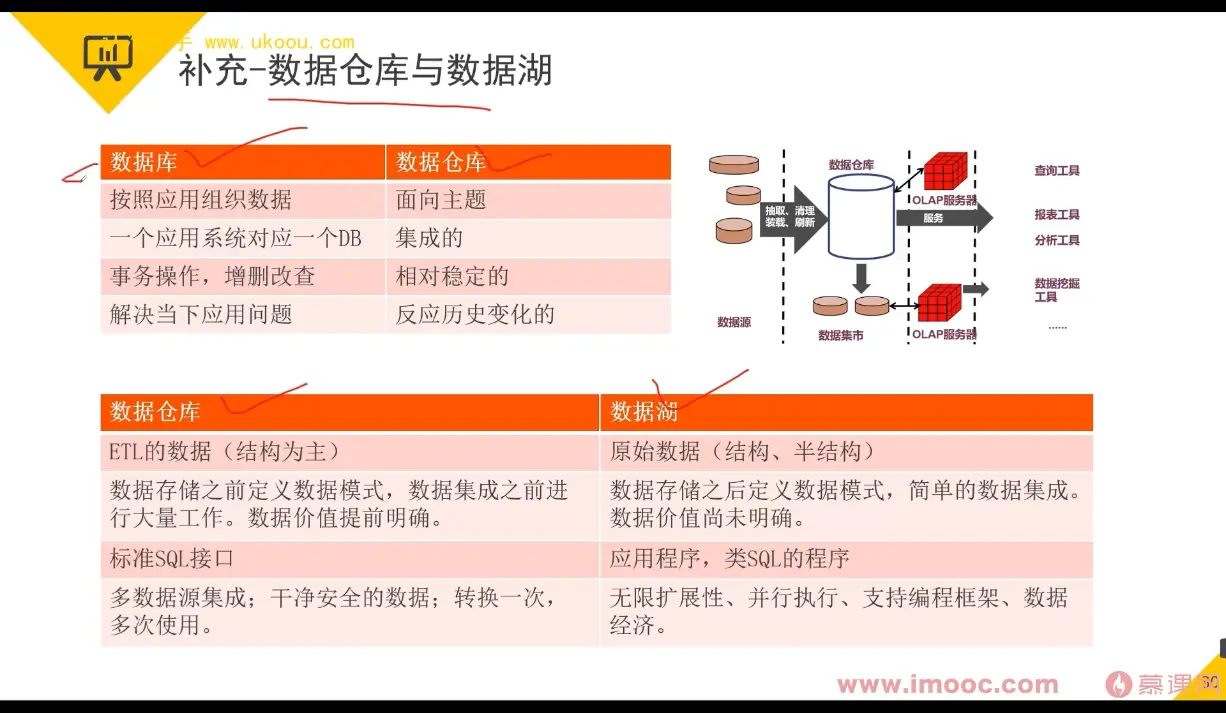 手 www.ukoou.com
补充-数据仓库与数据湖
数据库
数据仓库
按照应用组织数据
面向主题
一个应用系统对应一个DB
集成的
事务操作，增删改查
相对稳定的
解决当下应用问题
反应历史变化的
数据仓库
OLAP服务器
抽取、清理
装载、刷新
服务
数据源
数据集市
OLAP服务器
查询工具
报表工具
分析工具
数据挖掘
工具
......
数据仓库
数据湖
ETL的数据（结构为主）
原始数据（结构、半结构）
数据存储之前定义数据模式，数据集成之前进
行大量工作。数据价值提前明确。
数据存储之后定义数据模式，简单的数据集成。
数据价值尚未明确。
标准SQL接口
应用程序，类SQL的程序
多数据源集成；干净安全的数据；转换一次，
多次使用。
无限扩展性、并行执行、支持编程框架、数据
经济。
www.imooc.com
慕课网